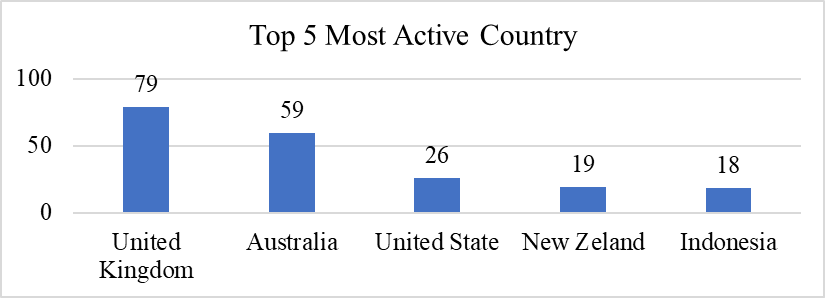 Top 5 Most Active Country
100
50
0
79
59
26
19
18
United
Kingdom
Australia
United State
New Zeland
Indonesia